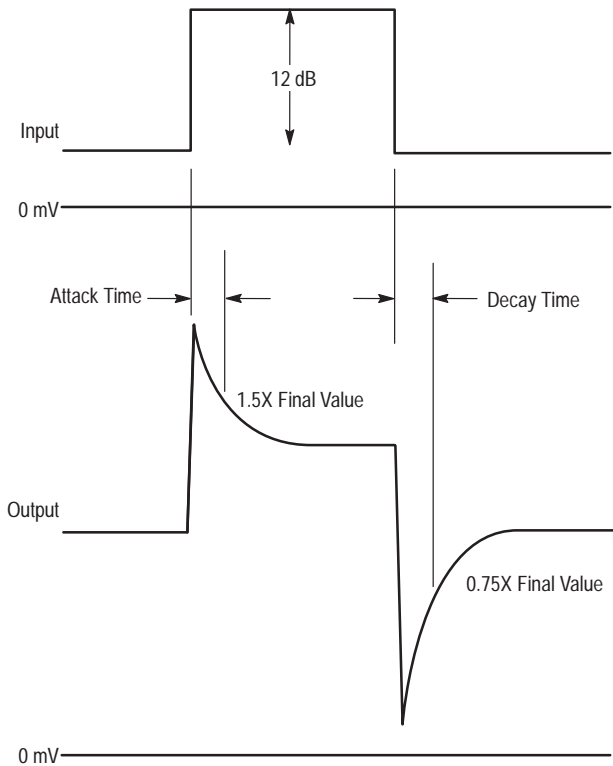 12 dB
Input
0 mV
Attack Time
Decay Time
1.5X Final Value
Output
0.75X Final Value
0 mV